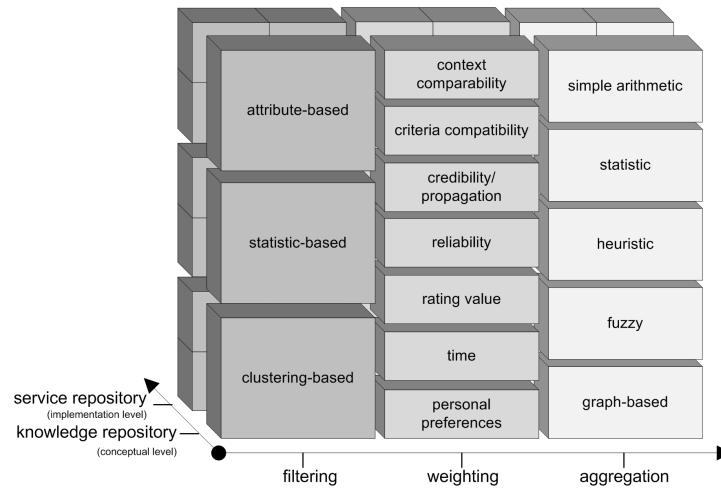 attribute-based
statistic-based
clustering-based
context
comparability
criteria compatibility
credibility/
propagation
reliability
rating value
time
personal
preferences
simple arithmetic
statistic
heuristic
fuzzy
graph-based
service repository
(implementation level)
knowledge repository
(conceptual level)
filtering
weighting
aggregation